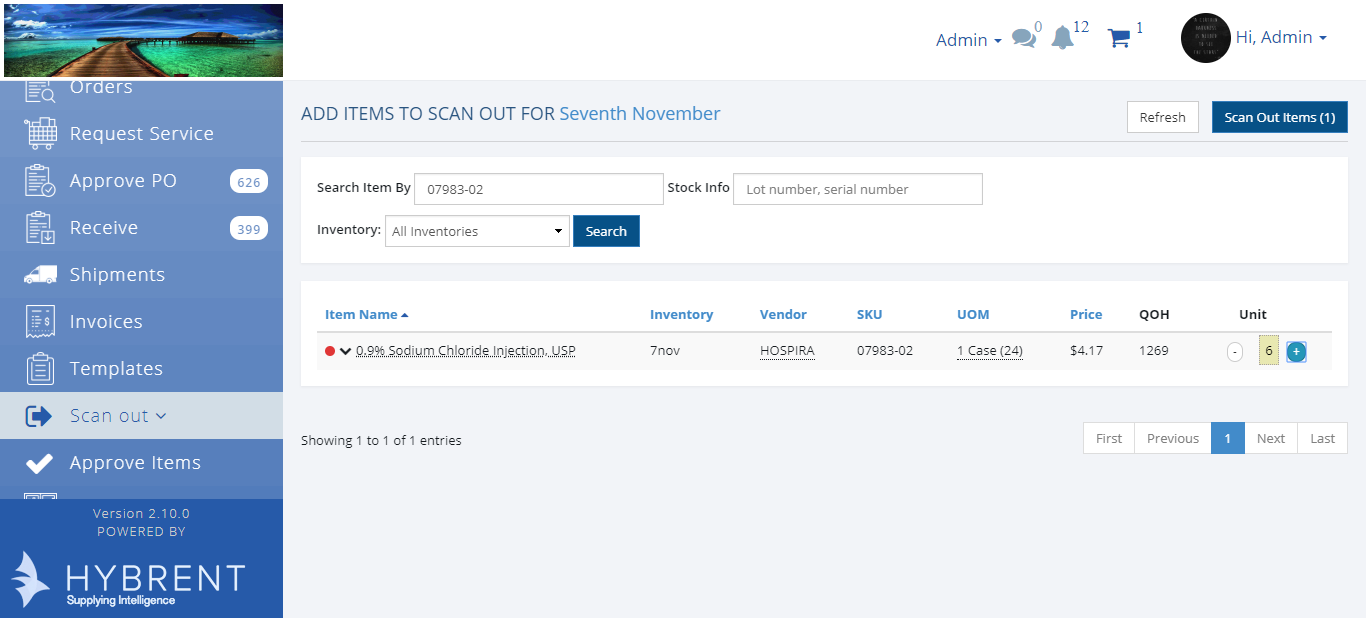 Admin 0 12 1 Hi, Admin
Orders
Request Service
Approve PO 626
Receive 399
Shipments
Invoices
Templates
Scan out
Approve Items
Version 2.10.0
POWERED BY
HYBRENT
Supplying Intelligence
ADD ITEMS TO SCAN OUT FOR Seventh November
Refresh Scan Out Items (1)
Search Item By 07983-02 Stock Info Lot number, serial number
Inventory: All Inventories Search
Item Name Inventory Vendor SKU UOM Price QOH Unit
0.9% Sodium Chloride Injection, USP 7nov HOSPIRA 07983-02 1 Case (24) $4.17 1269 - 6 +
Showing 1 to 1 of 1 entries
First Previous 1 Next Last